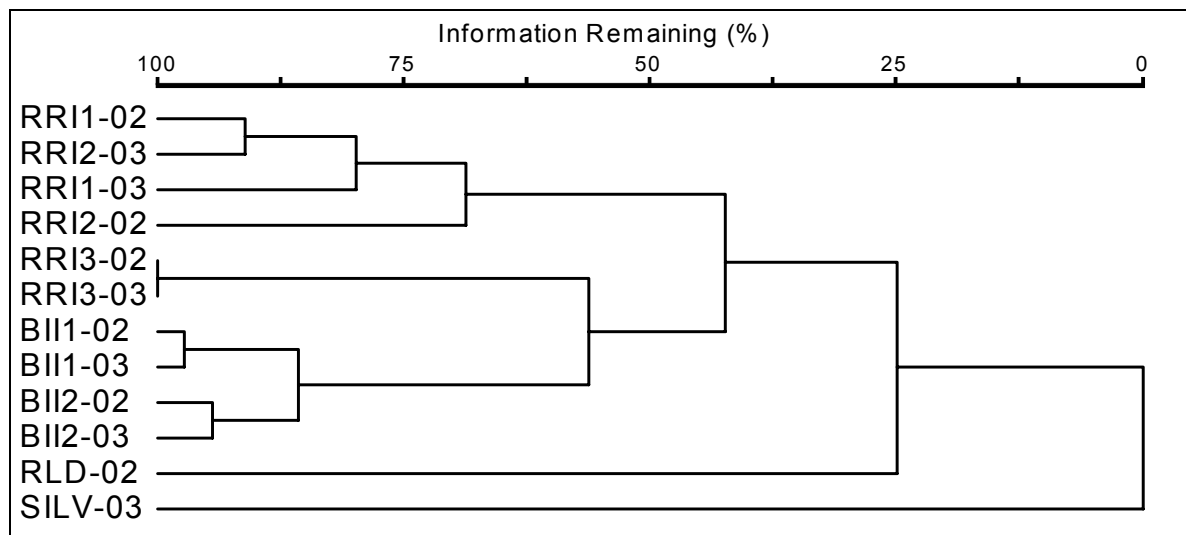 Information Remaining (%)
100 75 50 25 0
RRI1-02
RRI2-03
RRI1-03
RRI2-02
RRI3-02
RRI3-03
BII1-02
BII1-03
BII2-02
BII2-03
RLD-02
SILV-03